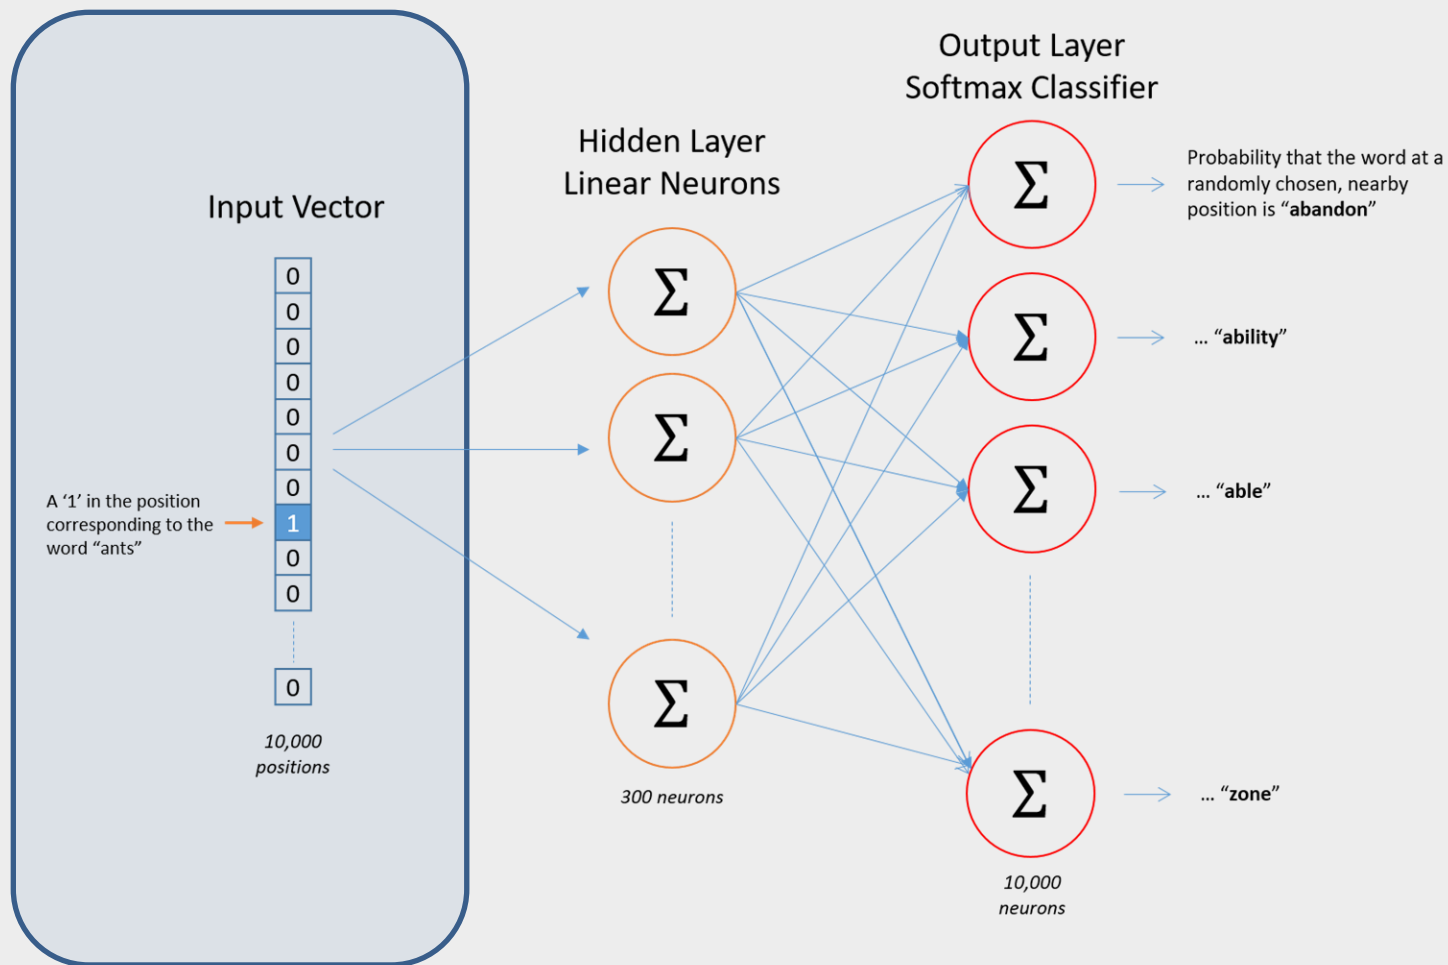 Input Vector
0
0
0
0
0
0
0
1
0
0
0
A ‘1’ in the position
corresponding to the
word “ants”
10,000
positions
Hidden Layer
Linear Neurons
Σ
Σ
Σ
300 neurons
Output Layer
Softmax Classifier
Σ
Σ
Σ
Σ
10,000
neurons
Probability that the word at a
randomly chosen, nearby
position is “abandon”
... “ability”
... “able”
... “zone”